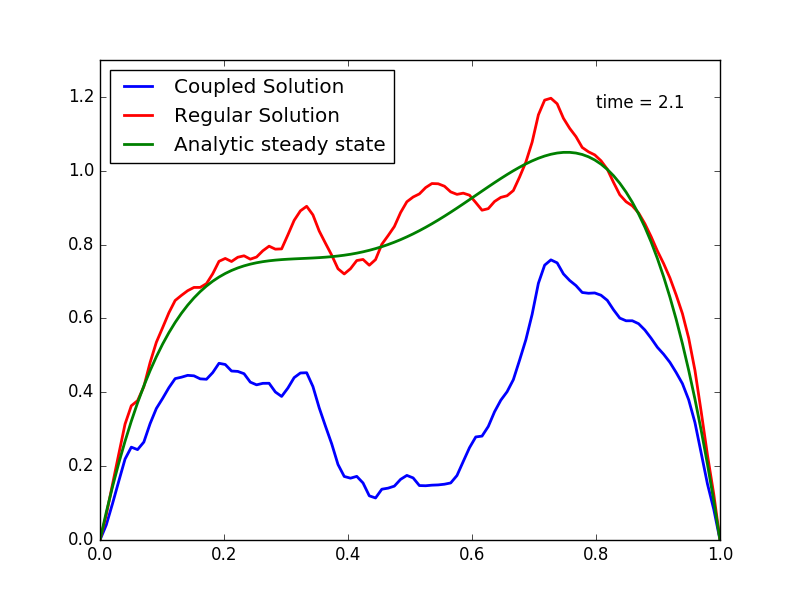 Coupled Solution
Regular Solution
Analytic steady state
time = 2.1
1.2
1.0
0.8
0.6
0.4
0.2
0.0
0.0 0.2 0.4 0.6 0.8 1.0